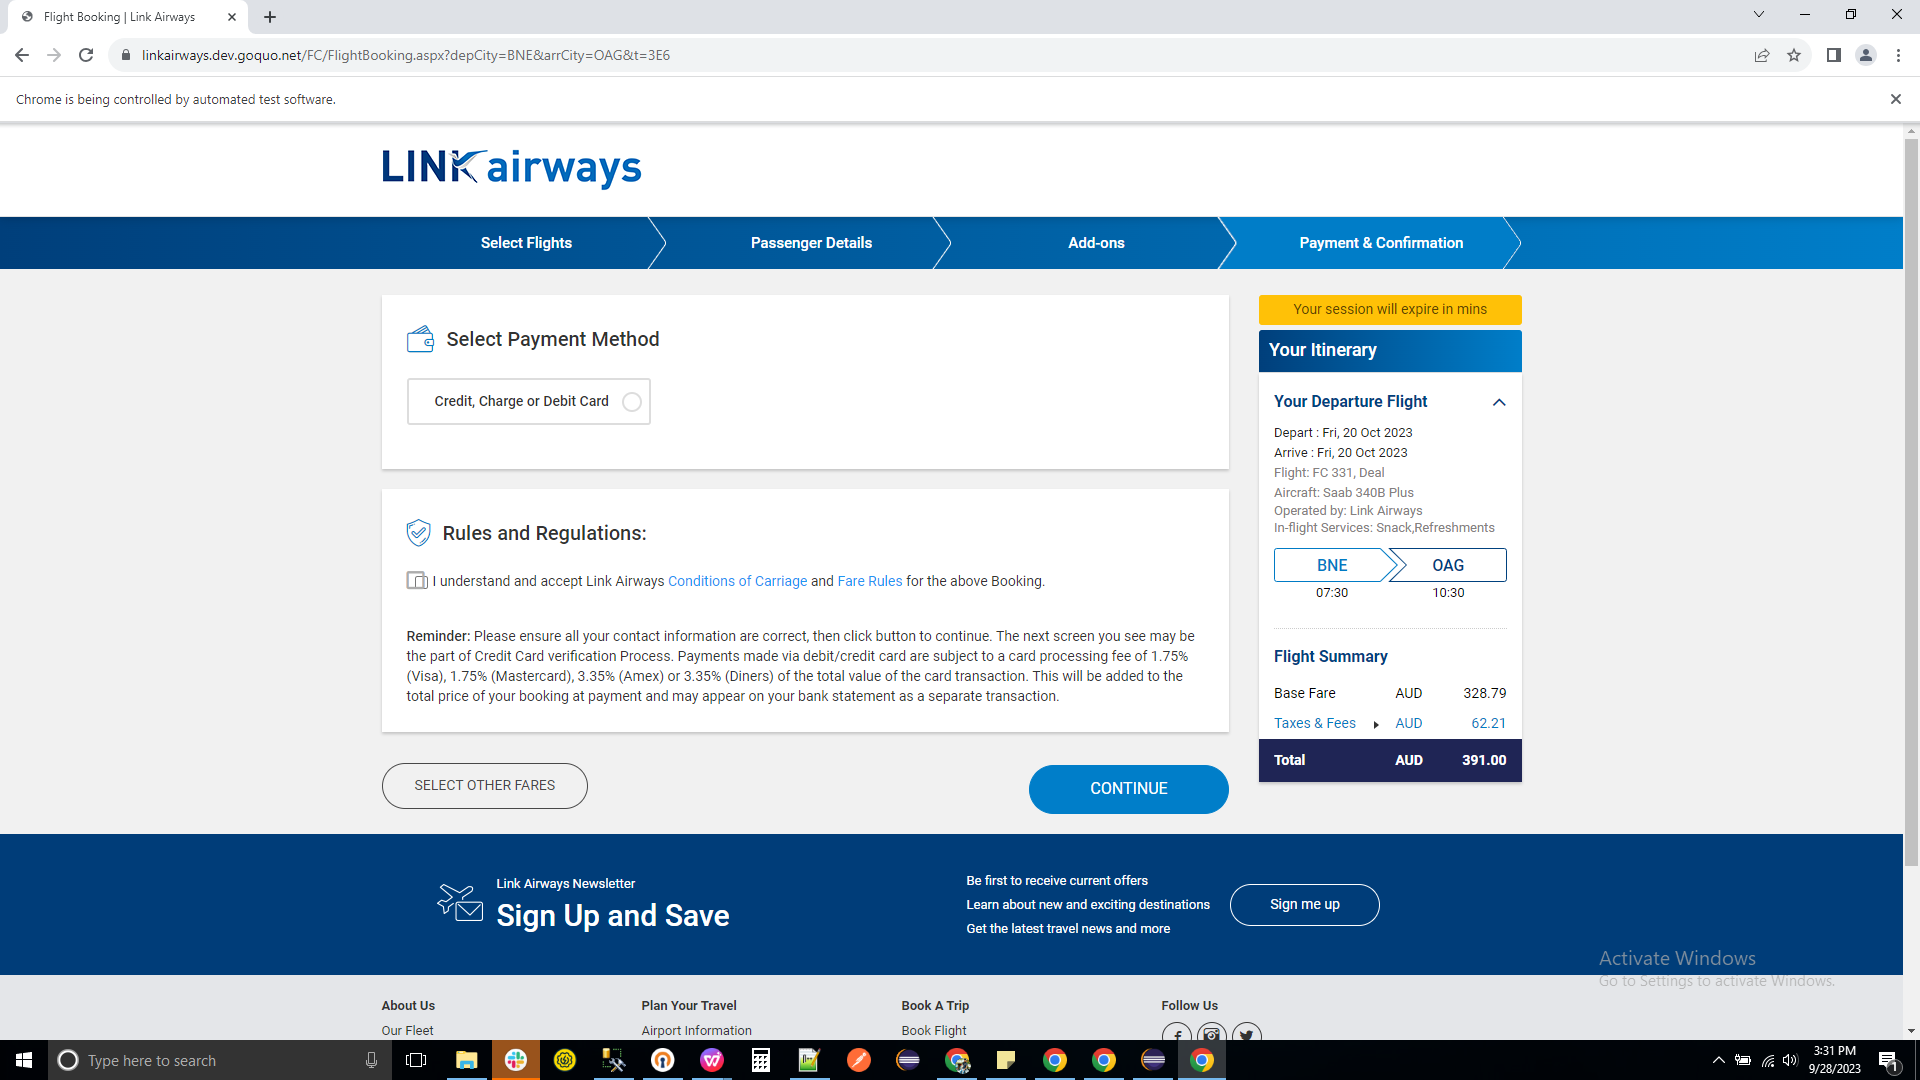 Flight Booking | Link Airways
linkairways.dev.goquo.net/FC/FlightBooking.aspx?depCity=BNE&arrCity=OAG&t=3E6
Chrome is being controlled by automated test software.
LINK airways
Select Flights
Passenger Details
Add-ons
Payment & Confirmation
Select Payment Method
Credit, Charge or Debit Card
Rules and Regulations:
I understand and accept Link Airways Conditions of Carriage and Fare Rules for the above Booking.
Reminder: Please ensure all your contact information are correct, then click button to continue. The next screen you see may be
the part of Credit Card verification Process. Payments made via debit/credit card are subject to a card processing fee of 1.75%
(Visa), 1.75% (Mastercard), 3.35% (Amex) or 3.35% (Diners) of the total value of the card transaction. This will be added to the
total price of your booking at payment and may appear on your bank statement as a separate transaction.
SELECT OTHER FARES
CONTINUE
Your session will expire in mins
Your Itinerary
Your Departure Flight
Depart : Fri, 20 Oct 2023
Arrive : Fri, 20 Oct 2023
Flight: FC 331, Deal
Aircraft: Saab 340B Plus
Operated by: Link Airways
In-flight Services: Snack,Refreshments
BNE OAG
07:30 10:30
Flight Summary
Base Fare AUD 328.79
Taxes & Fees AUD 62.21
Total AUD 391.00
Link Airways Newsletter
Sign Up and Save
Be first to receive current offers
Learn about new and exciting destinations
Get the latest travel news and more
Sign me up
Activate Windows
Go to Settings to activate Windows.
About Us
Our Fleet
Plan Your Travel
Airport Information
Book A Trip
Book Flight
Follow Us
Type here to search
3:31 PM
9/28/2023
1